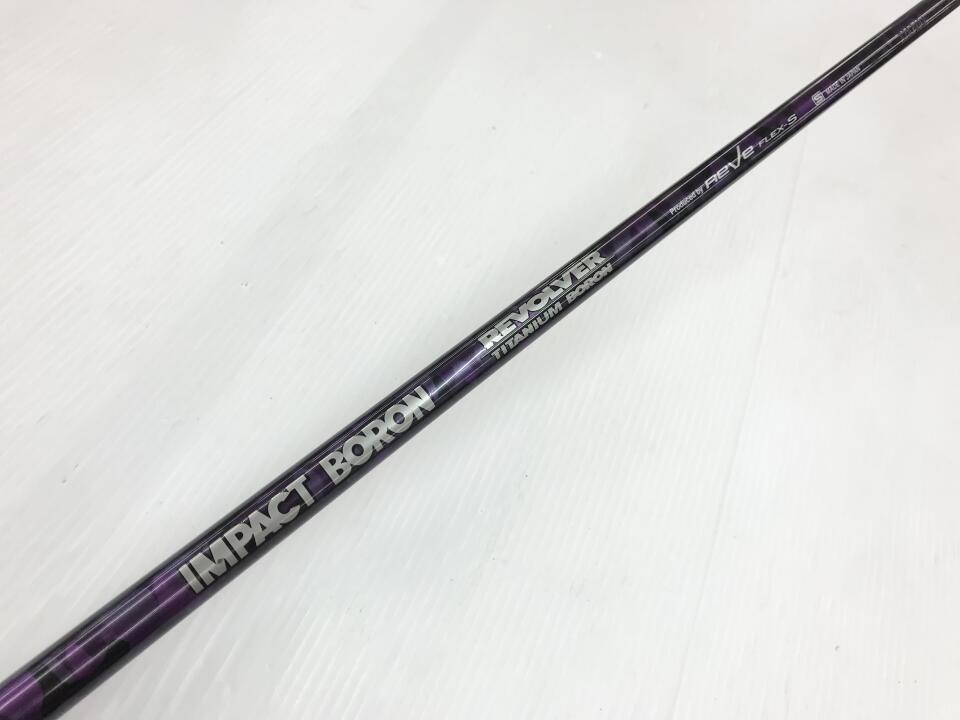 IMPACT BORON
REVOLVER
TITANIUM BORON
Produced by ReVe FLEX-S
S MADE IN JAPAN